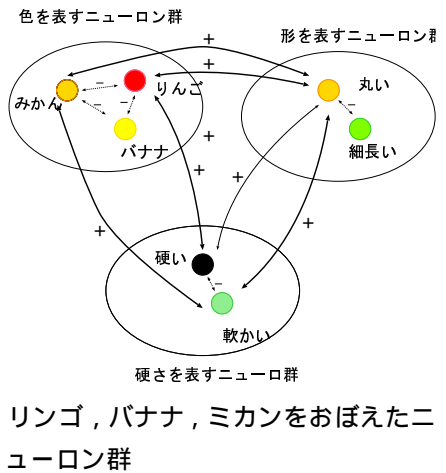 色を表すニューロン群
形を表すニューロン群
+
+
みかん
りんご
バナナ
丸い
細長い
−
−
−
−
+
+
+
+
+
硬い
−
軟かい
硬さを表すニューロ群
リンゴ，バナナ，ミカンをおぼえたニ
ューロン群